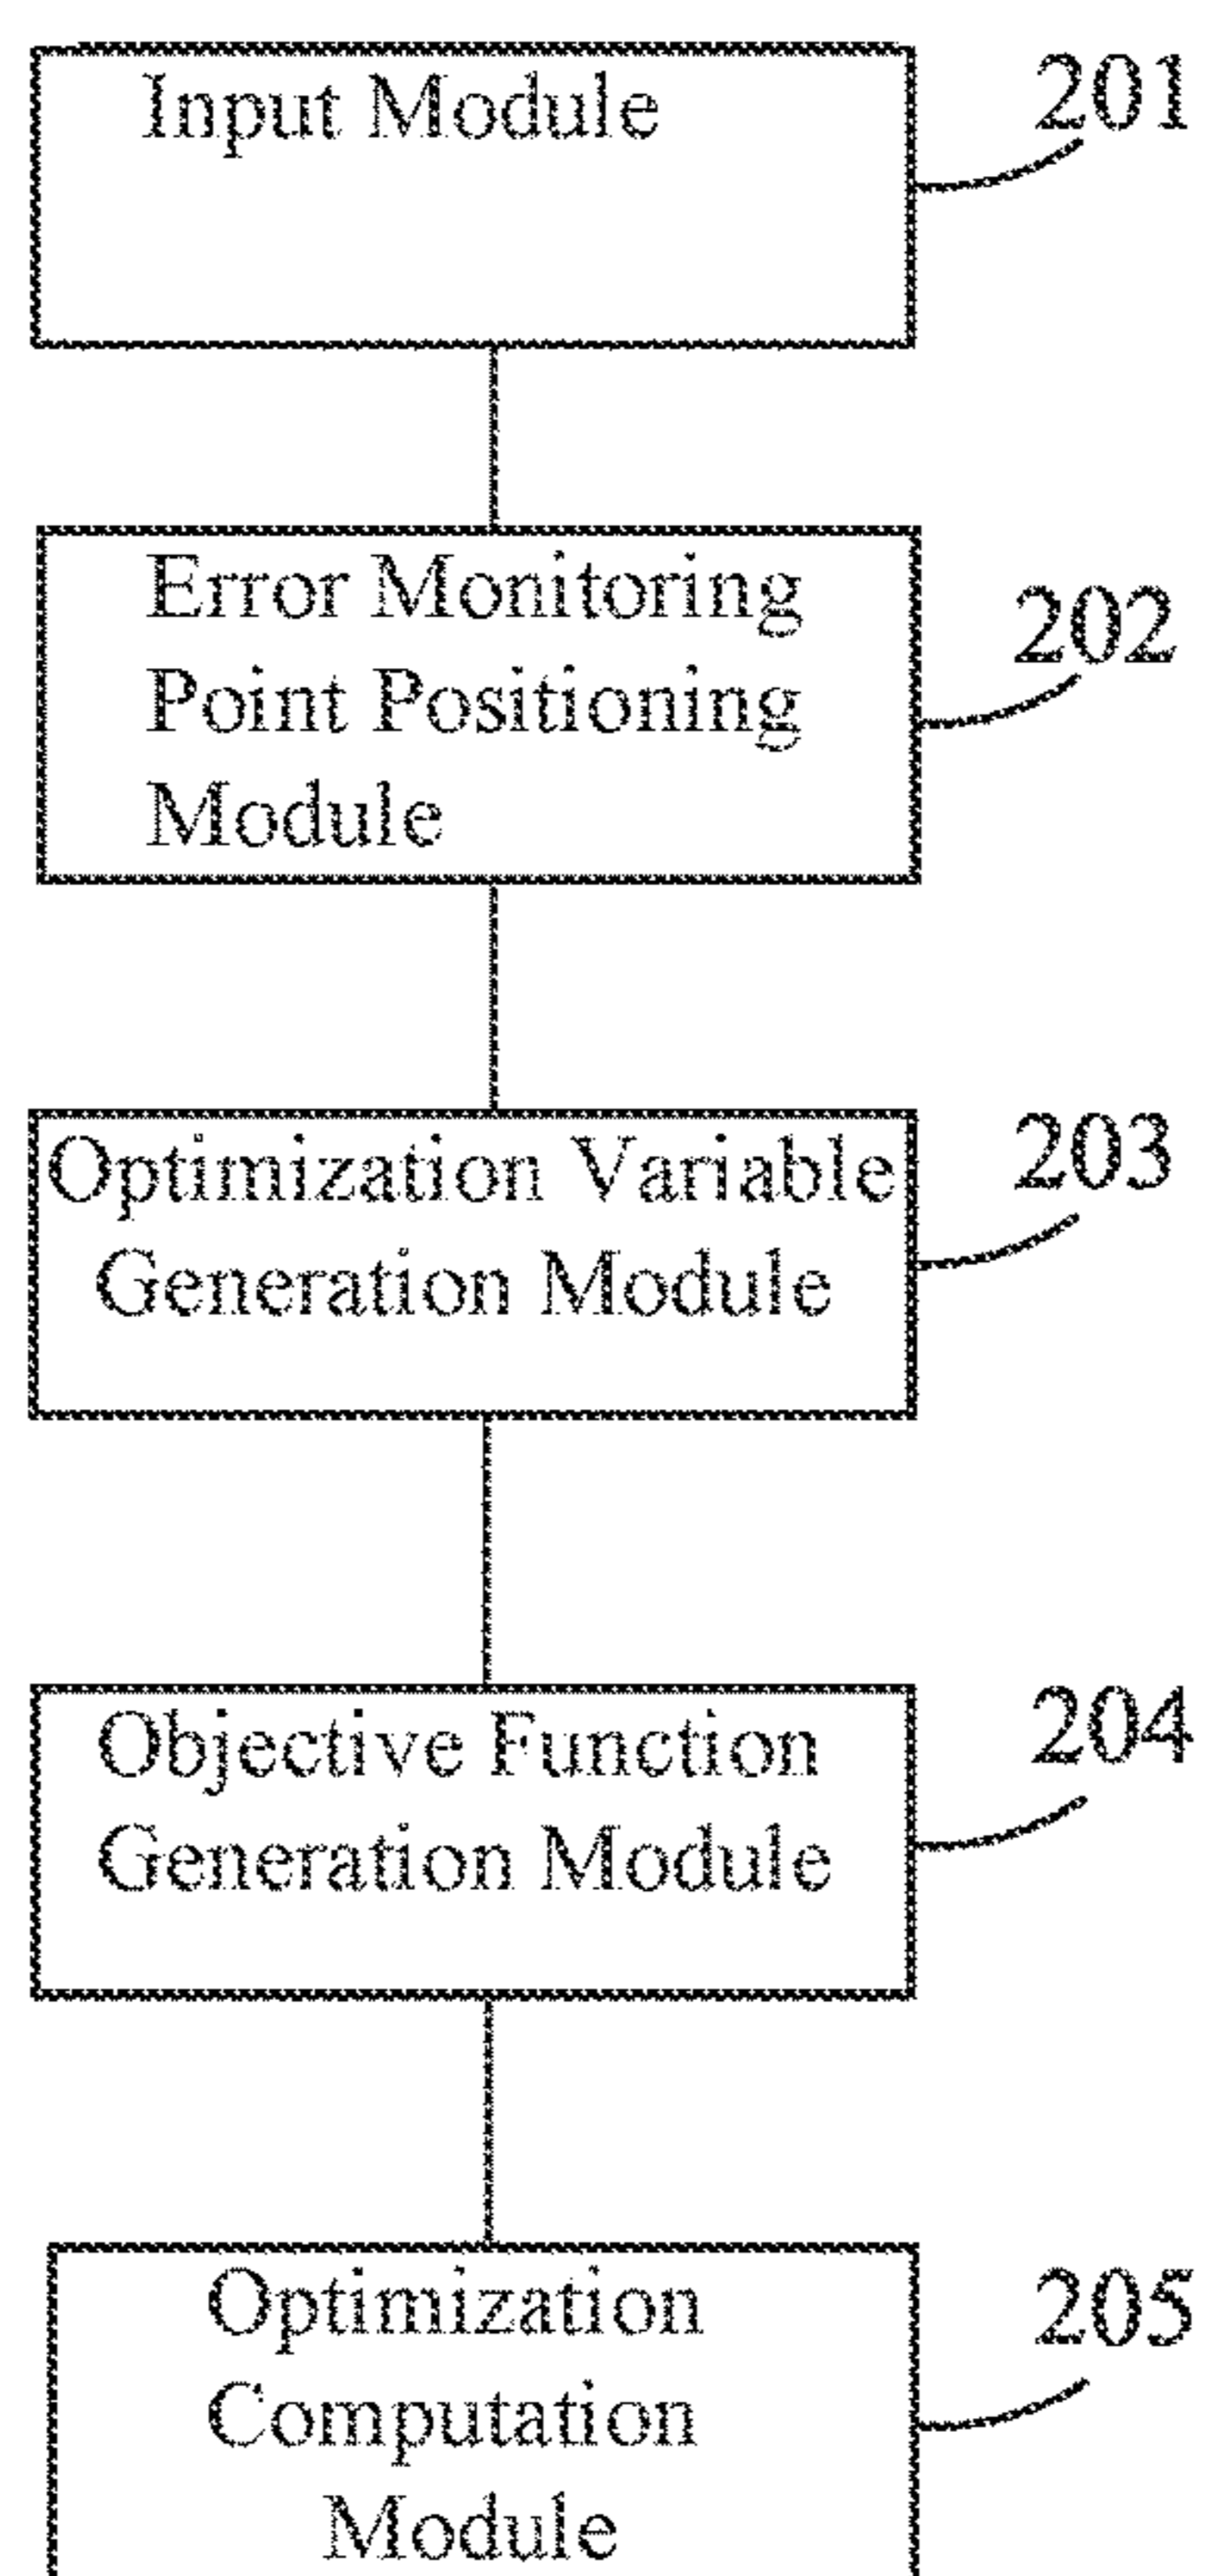 Input Module
201
Error Monitoring
Point Positioning
Module
202
Optimization Variable
Generation Module
203
Objective Function
Generation Module
204
Optimization
Computation
Module
205